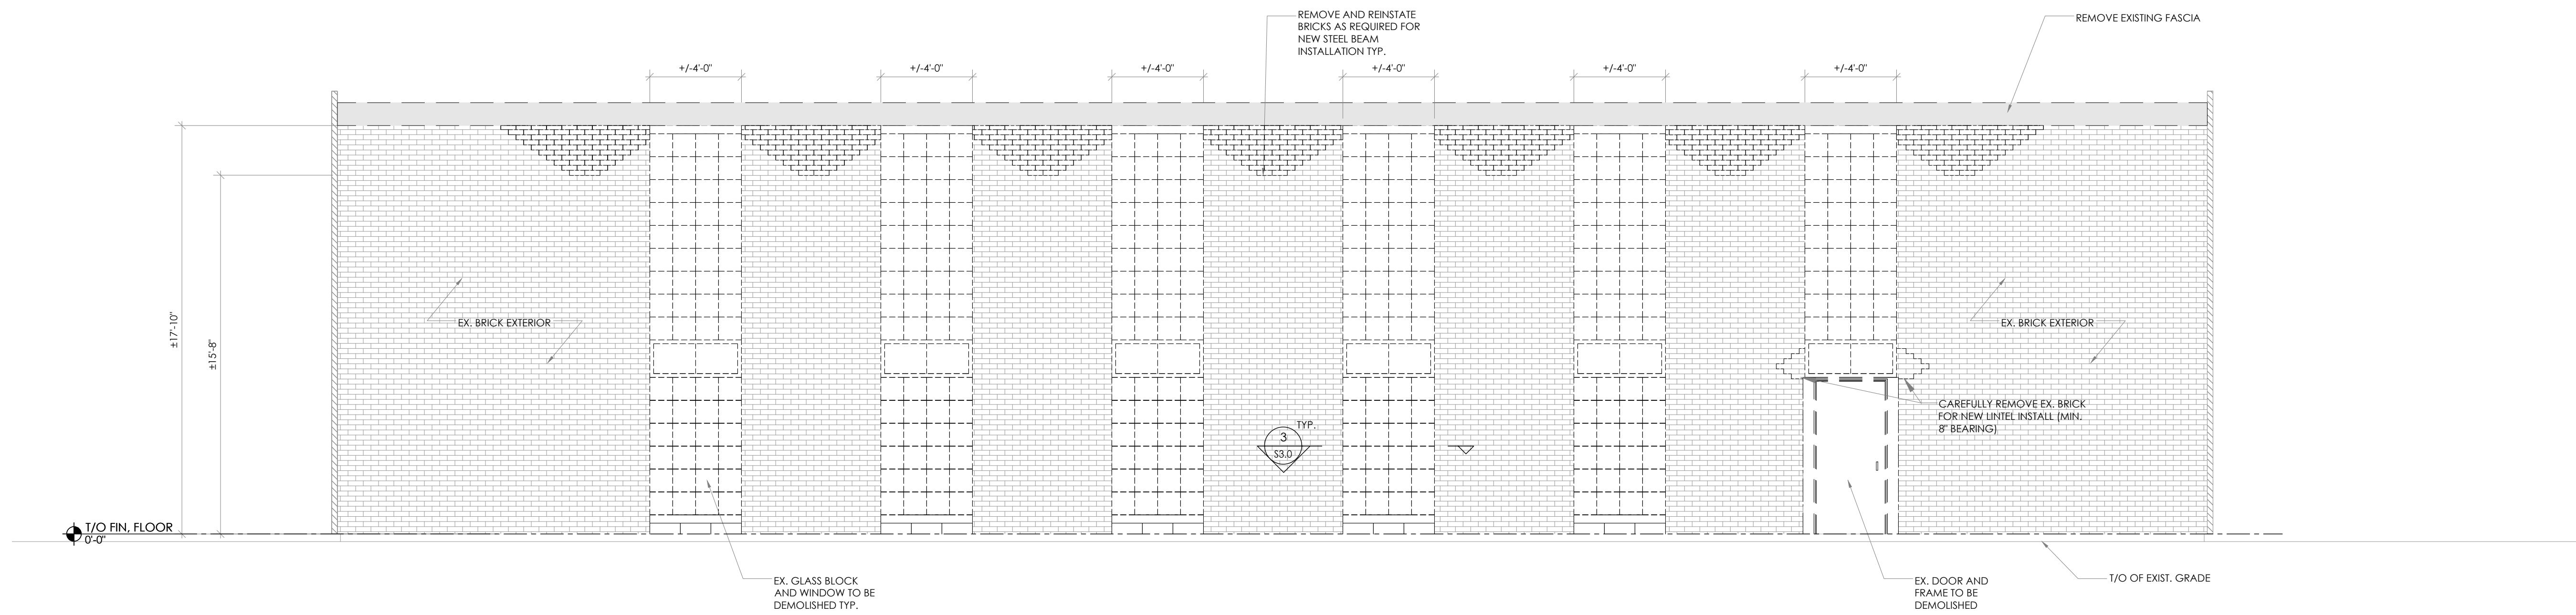 REMOVE AND REINSTATE
BRICKS AS REQUIRED FOR
NEW STEEL BEAM
INSTALLATION TYP.
REMOVE EXISTING FASCIA
+/-4'-0"
+/-4'-0"
+/-4'-0"
+/-4'-0"
+/-4'-0"
+/-4'-0"
±17'-10"
±15'-8"
EX. BRICK EXTERIOR
EX. BRICK EXTERIOR
CAREFULLY REMOVE EX. BRICK
FOR NEW LINTEL INSTALL (MIN.
8" BEARING)
TYP.
3
S3.0
T/O FIN, FLOOR
0'-0"
EX. GLASS BLOCK
AND WINDOW TO BE
DEMOLISHED TYP.
EX. DOOR AND
FRAME TO BE
DEMOLISHED
T/O OF EXIST. GRADE